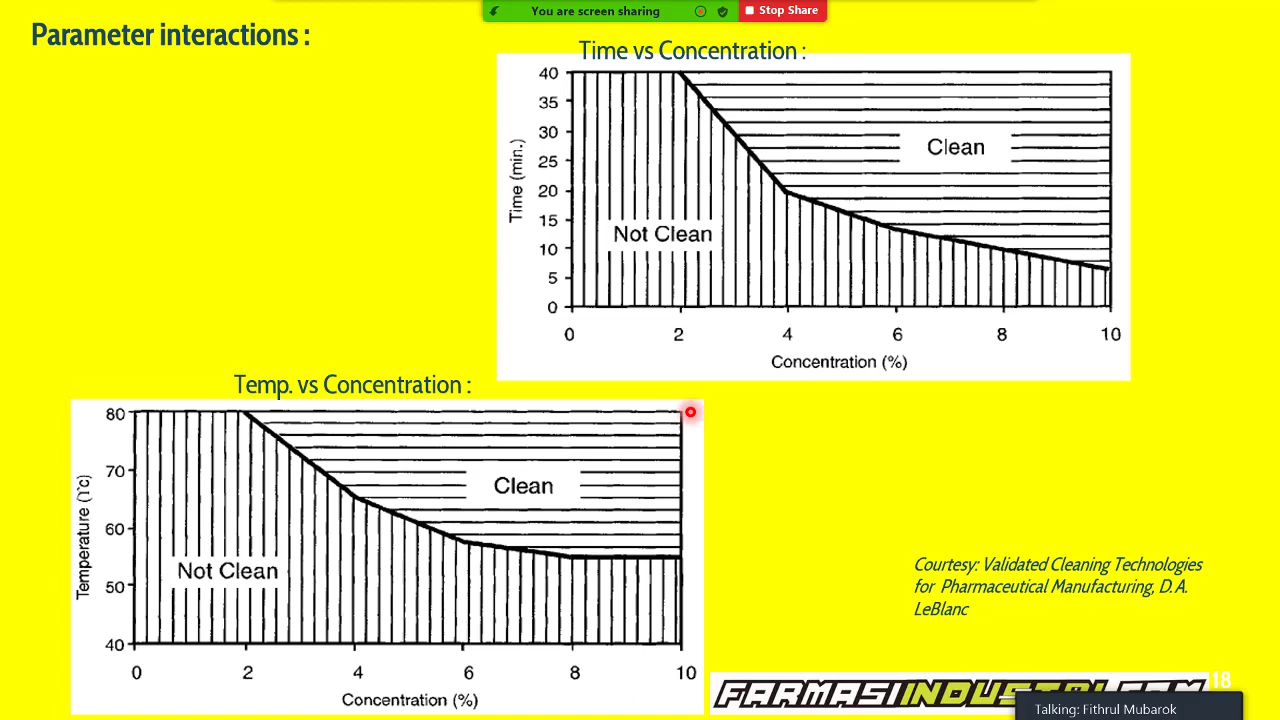 You are screen sharing
Stop Share
Parameter interactions :
Time vs Concentration :
40
35
30
25
20
15
10
5
0
Time (min.)
Clean
Not Clean
0 2 4 6 8 10
Concentration (%)
Temp. vs Concentration :
80
70
60
50
40
Temperature (1°c)
Clean
Not Clean
0 2 4 6 8 10
Concentration (%)
Courtesy: Validated Cleaning Technologies
for Pharmaceutical Manufacturing, D.A.
LeBlanc
FARMASIINDUSTRI.COM
18
Talking: Fithrul Mubarok